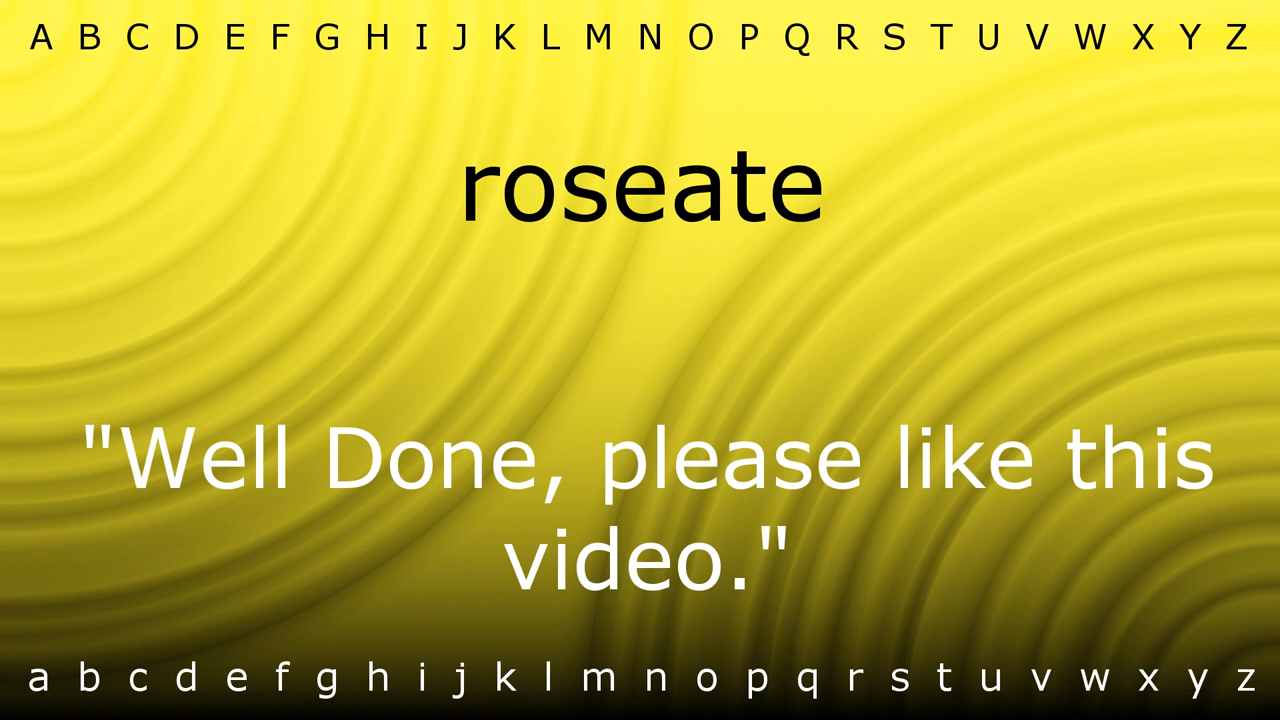 A B C D E F G H I J K L M N O P Q R S T U V W X Y Z
roseate
"Well Done, please like this
video."
a b c d e f g h i j k l m n o p q r s t u v w x y z